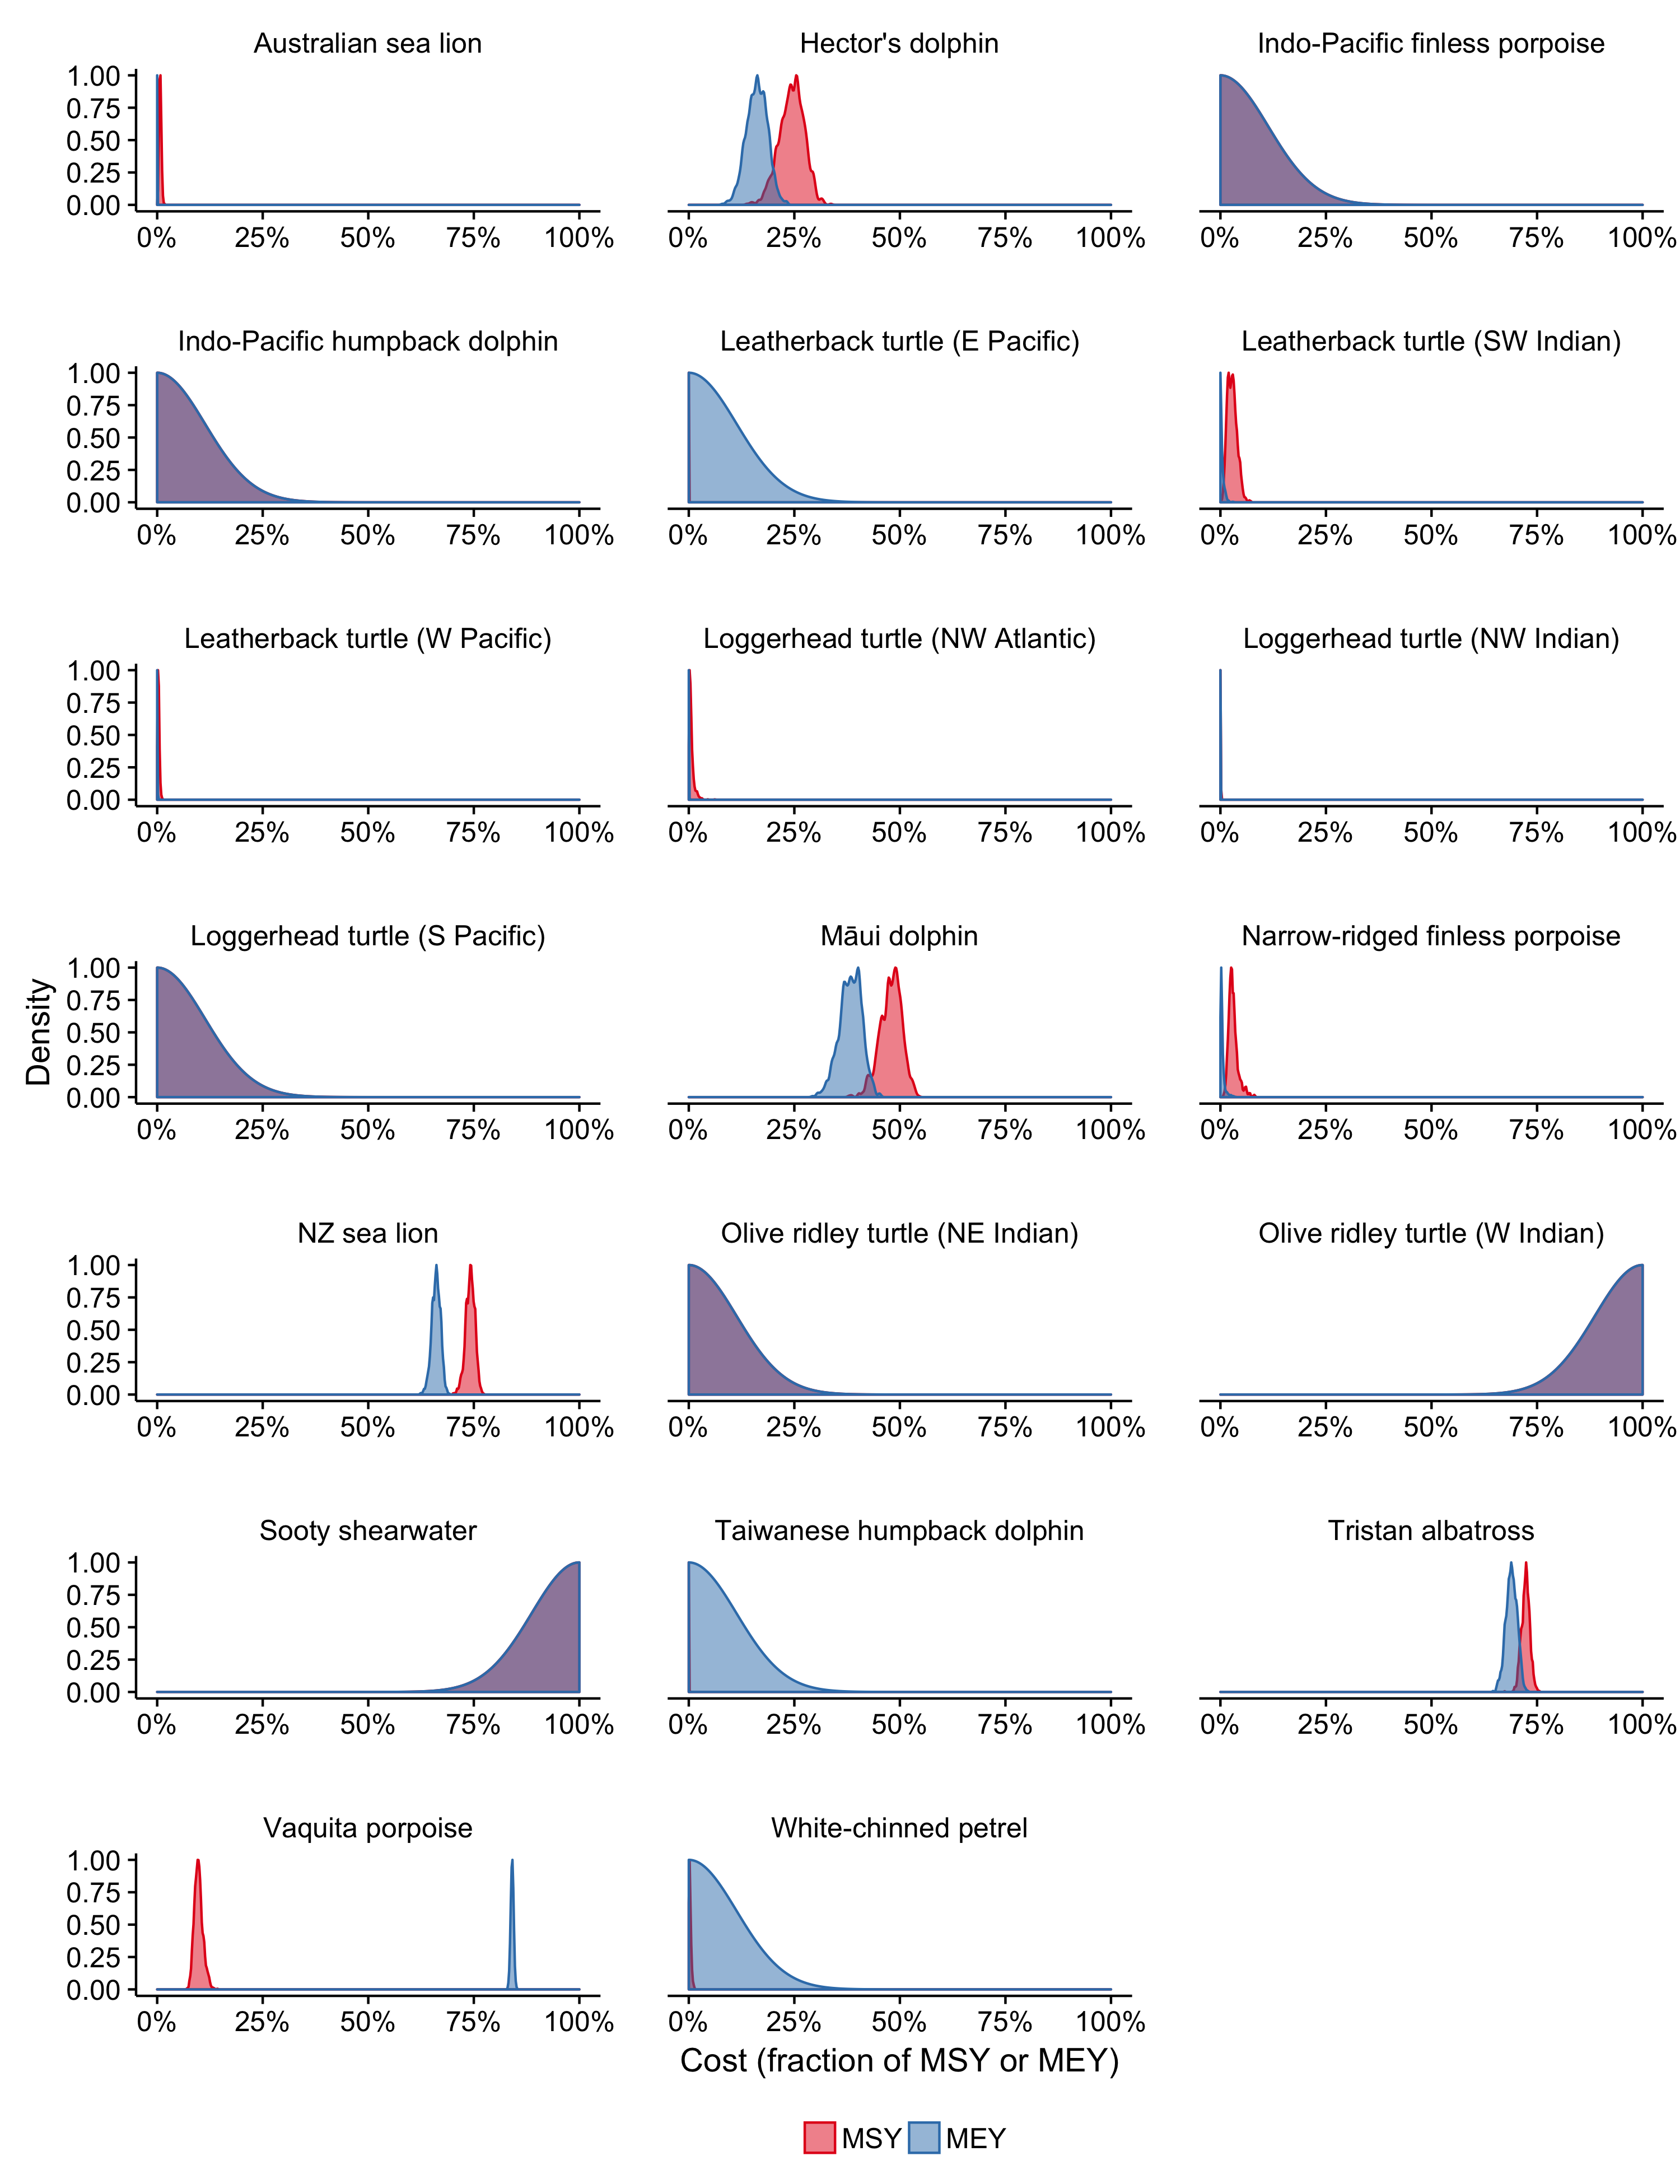 Australian sea lion Hector's dolphin Indo-Pacific finless porpoise
1.00
0.75
0.50
0.25
0.00
0% 25% 50% 75% 100% 0% 25% 50% 75% 100% 0% 25% 50% 75% 100%
Indo-Pacific humpback dolphin Leatherback turtle (E Pacific) Leatherback turtle (SW Indian)
1.00
0.75
0.50
0.25
0.00
0% 25% 50% 75% 100% 0% 25% 50% 75% 100% 0% 25% 50% 75% 100%
Leatherback turtle (W Pacific) Loggerhead turtle (NW Atlantic) Loggerhead turtle (NW Indian)
1.00
0.75
0.50
0.25
0.00
0% 25% 50% 75% 100% 0% 25% 50% 75% 100% 0% 25% 50% 75% 100%
Loggerhead turtle (S Pacific) Māui dolphin Narrow-ridged finless porpoise
Density
1.00
0.75
0.50
0.25
0.00
0% 25% 50% 75% 100% 0% 25% 50% 75% 100% 0% 25% 50% 75% 100%
NZ sea lion Olive ridley turtle (NE Indian) Olive ridley turtle (W Indian)
1.00
0.75
0.50
0.25
0.00
0% 25% 50% 75% 100% 0% 25% 50% 75% 100% 0% 25% 50% 75% 100%
Sooty shearwater Taiwanese humpback dolphin Tristan albatross
1.00
0.75
0.50
0.25
0.00
0% 25% 50% 75% 100% 0% 25% 50% 75% 100% 0% 25% 50% 75% 100%
Vaquita porpoise White-chinned petrel
1.00
0.75
0.50
0.25
0.00
0% 25% 50% 75% 100% 0% 25% 50% 75% 100%
Cost (fraction of MSY or MEY)
MSY MEY